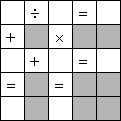 ÷ =
+ ×
+ =
= =